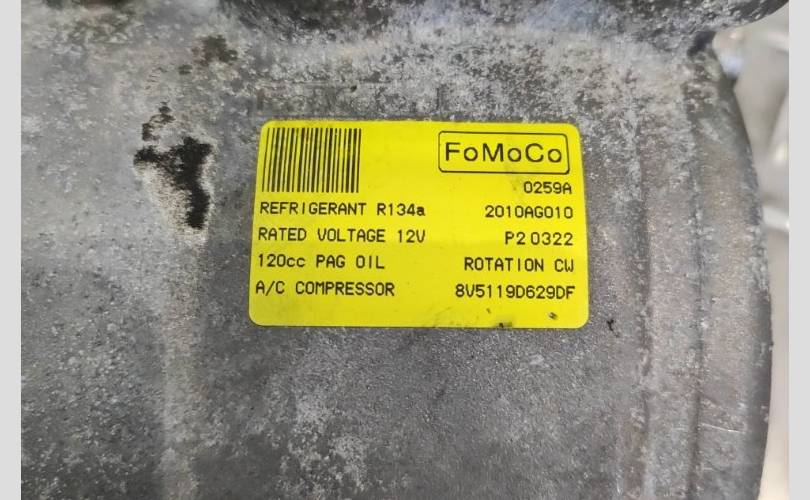 FoMoCo
0259A
REFRIGERANT R134a 2010AG010
RATED VOLTAGE 12V P2 0322
120cc PAG OIL ROTATION CW
A/C COMPRESSOR 8V5119D629DF